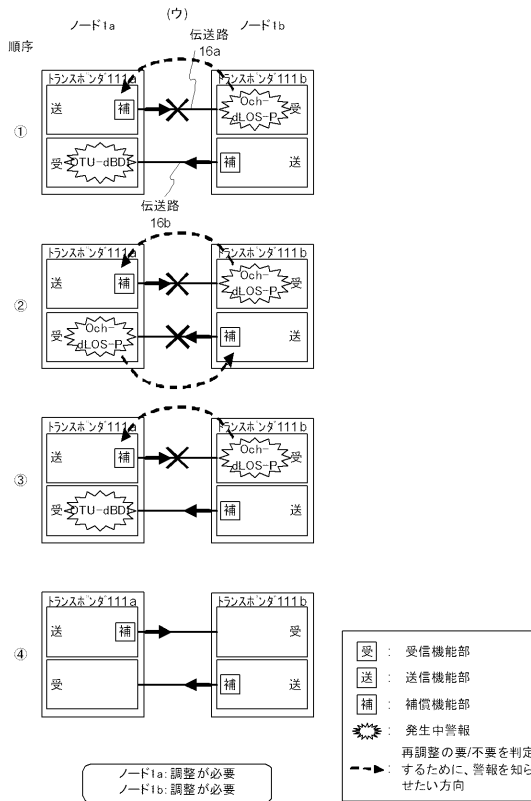 (ウ)
ノード1a
ノード1b
順序
伝送路
16a
①
トランスポンダ111a
トランスポンダ111b
送
補
Och-
dLOS-P
受
受
OTU-dBDI
補
送
伝送路
16b
②
トランスポンダ111a
トランスポンダ111b
送
補
Och-
dLOS-P
受
受
Och-
dLOS-P
補
送
③
トランスポンダ111a
トランスポンダ111b
送
補
Och-
dLOS-P
受
受
OTU-dBDI
補
送
④
トランスポンダ111a
トランスポンダ111b
送
補
受
受
補
送
ノード1a: 調整が必要
ノード1b: 調整が必要
受 : 受信機能部
送 : 送信機能部
補 : 補償機能部
: 発生中警報
: 再調整の要/不要を判定
するために、警報を知ら
せたい方向